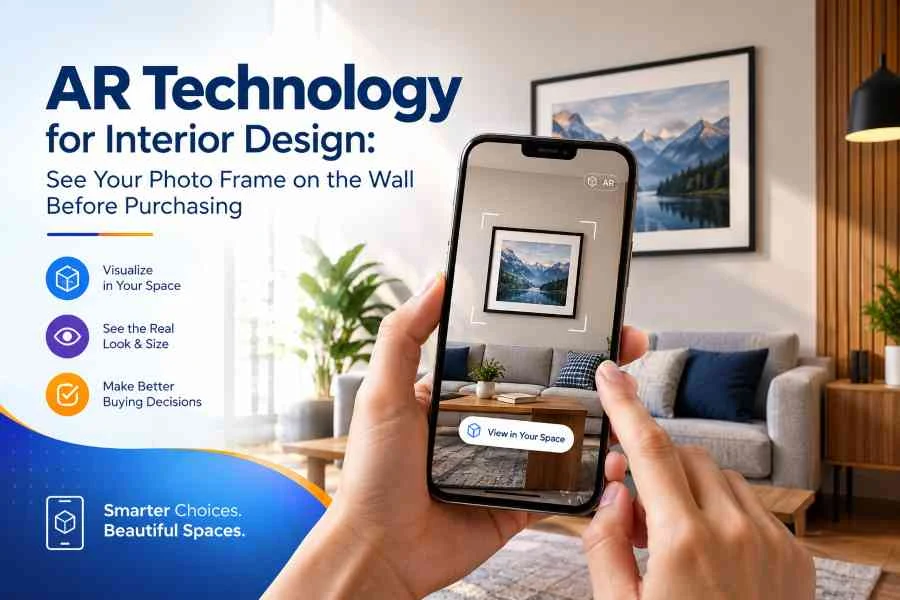 AR Technology
for Interior Design:
See Your Photo Frame on the Wall
Before Purchasing
Visualize
in Your Space
See the Real
Look & Size
Make Better
Buying Decisions
Smarter Choices.
Beautiful Spaces.
AR
View in Your Space